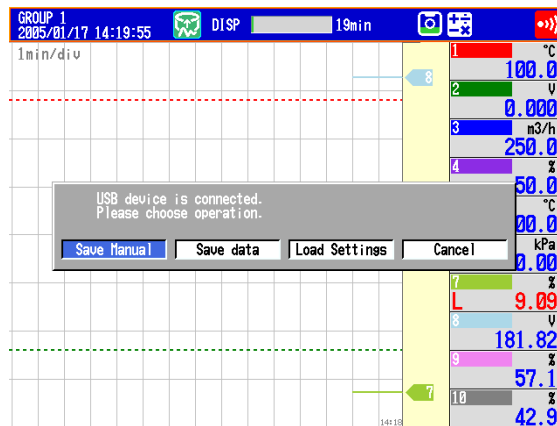 GROUP 1
2005/01/17 14:19:55
DISP
19min
1min/div
8
1 °C
100.0
2 V
0.000
3 m3/h
250.0
4 %
50.0
°C
00.0
kPa
0.00
USB device is connected.
Please choose operation.
Save Manual
Save data
Load Settings
Cancel
7 %
L 9.09
8 V
181.82
9 %
57.1
7
10 %
42.9
14:18